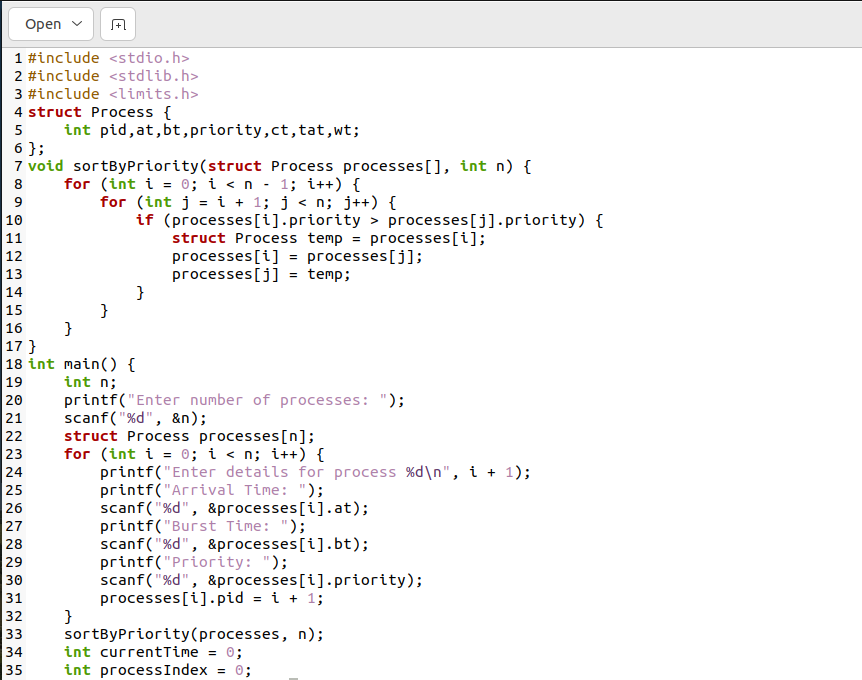 Open
1 #include <stdio.h>
2 #include <stdlib.h>
3 #include <limits.h>
4 struct Process {
5     int pid,at,bt,priority,ct,tat,wt;
6 };
7 void sortByPriority(struct Process processes[], int n) {
8     for (int i = 0; i < n - 1; i++) {
9         for (int j = i + 1; j < n; j++) {
10             if (processes[i].priority > processes[j].priority) {
11                 struct Process temp = processes[i];
12                 processes[i] = processes[j];
13                 processes[j] = temp;
14             }
15         }
16     }
17 }
18 int main() {
19     int n;
20     printf("Enter number of processes: ");
21     scanf("%d", &n);
22     struct Process processes[n];
23     for (int i = 0; i < n; i++) {
24         printf("Enter details for process %d\n", i + 1);
25         printf("Arrival Time: ");
26         scanf("%d", &processes[i].at);
27         printf("Burst Time: ");
28         scanf("%d", &processes[i].bt);
29         printf("Priority: ");
30         scanf("%d", &processes[i].priority);
31         processes[i].pid = i + 1;
32     }
33     sortByPriority(processes, n);
34     int currentTime = 0;
35     int processIndex = 0;